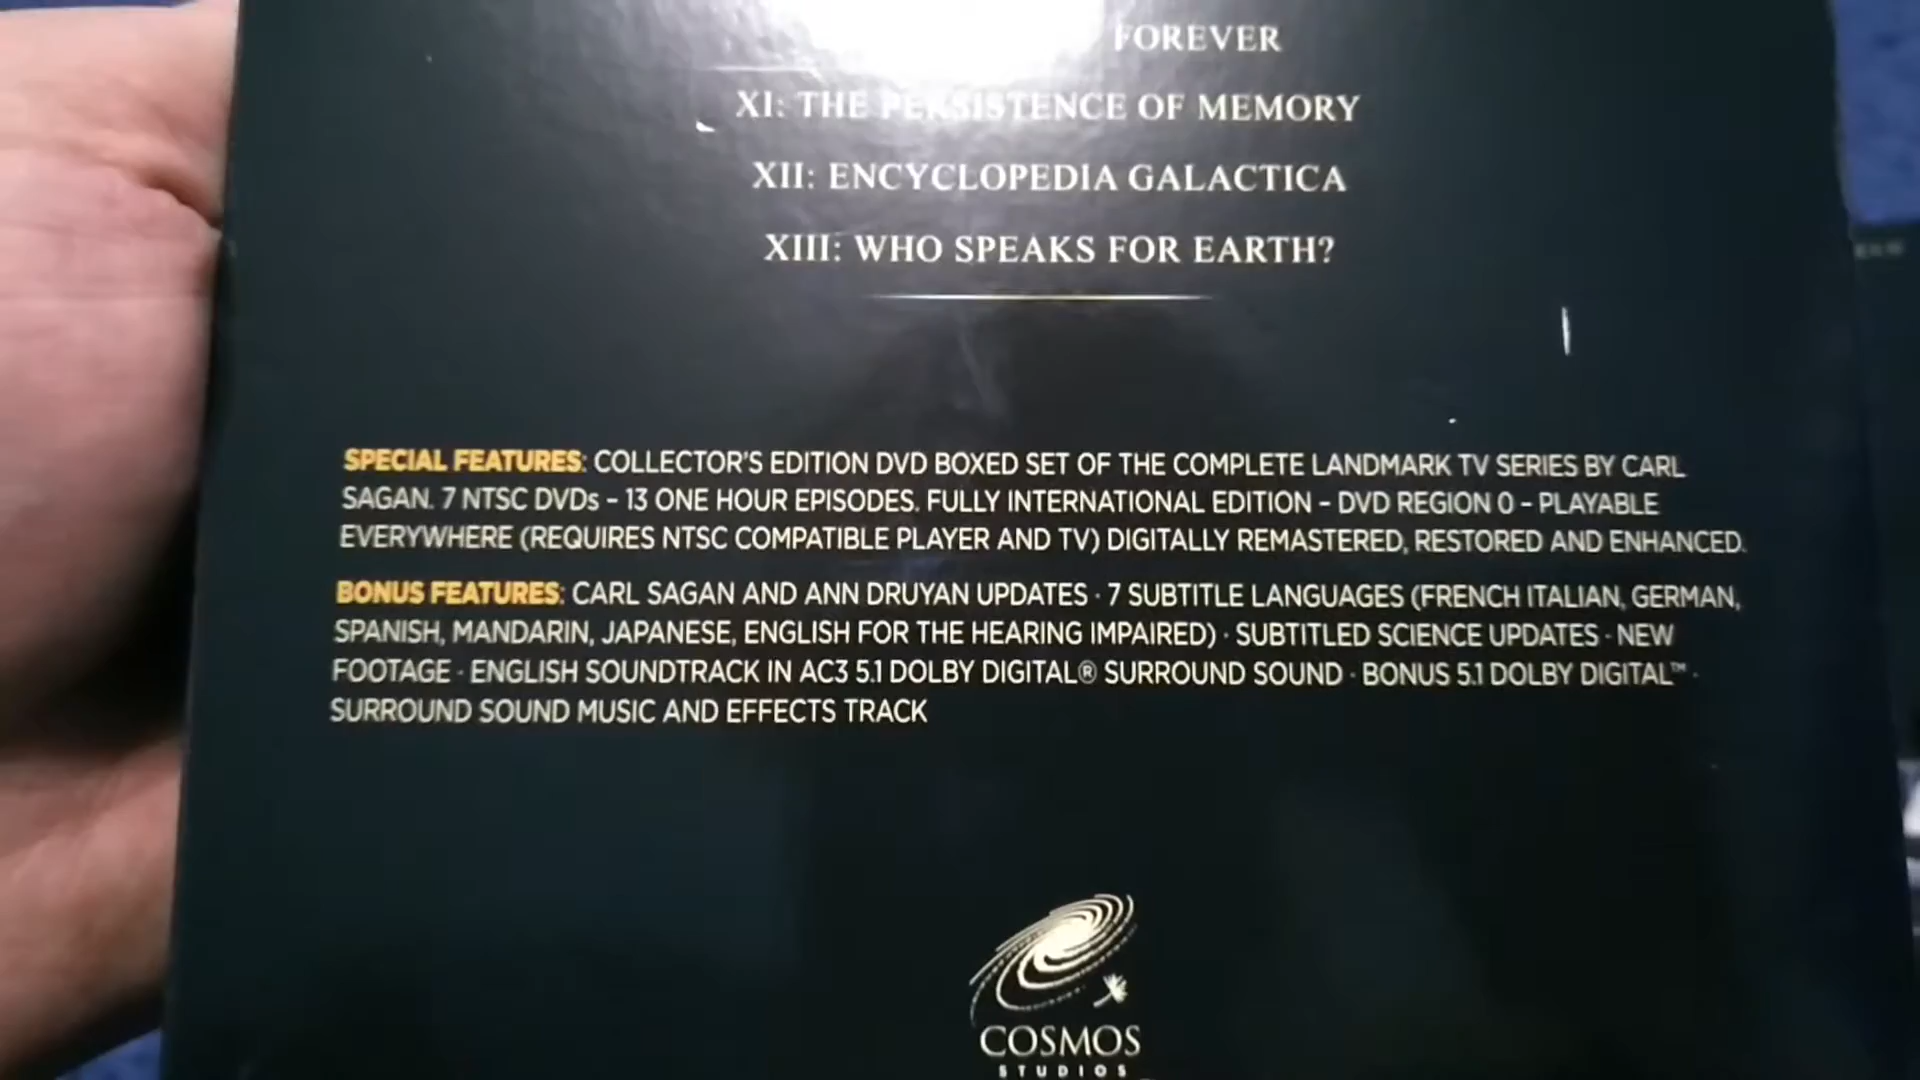 FOREVER
XI: THE PERSISTENCE OF MEMORY
XII: ENCYCLOPEDIA GALACTICA
XIII: WHO SPEAKS FOR EARTH?
SPECIAL FEATURES: COLLECTOR'S EDITION DVD BOXED SET OF THE COMPLETE LANDMARK TV SERIES BY CARL
SAGAN. 7 NTSC DVDs – 13 ONE HOUR EPISODES. FULLY INTERNATIONAL EDITION – DVD REGION 0 – PLAYABLE
EVERYWHERE (REQUIRES NTSC COMPATIBLE PLAYER AND TV) DIGITALLY REMASTERED, RESTORED AND ENHANCED.
BONUS FEATURES: CARL SAGAN AND ANN DRUYAN UPDATES · 7 SUBTITLE LANGUAGES (FRENCH ITALIAN, GERMAN,
SPANISH, MANDARIN, JAPANESE, ENGLISH FOR THE HEARING IMPAIRED) · SUBTITLED SCIENCE UPDATES · NEW
FOOTAGE · ENGLISH SOUNDTRACK IN AC3 5.1 DOLBY DIGITAL® SURROUND SOUND · BONUS 5.1 DOLBY DIGITAL™ ·
SURROUND SOUND MUSIC AND EFFECTS TRACK
COSMOS
STUDIOS